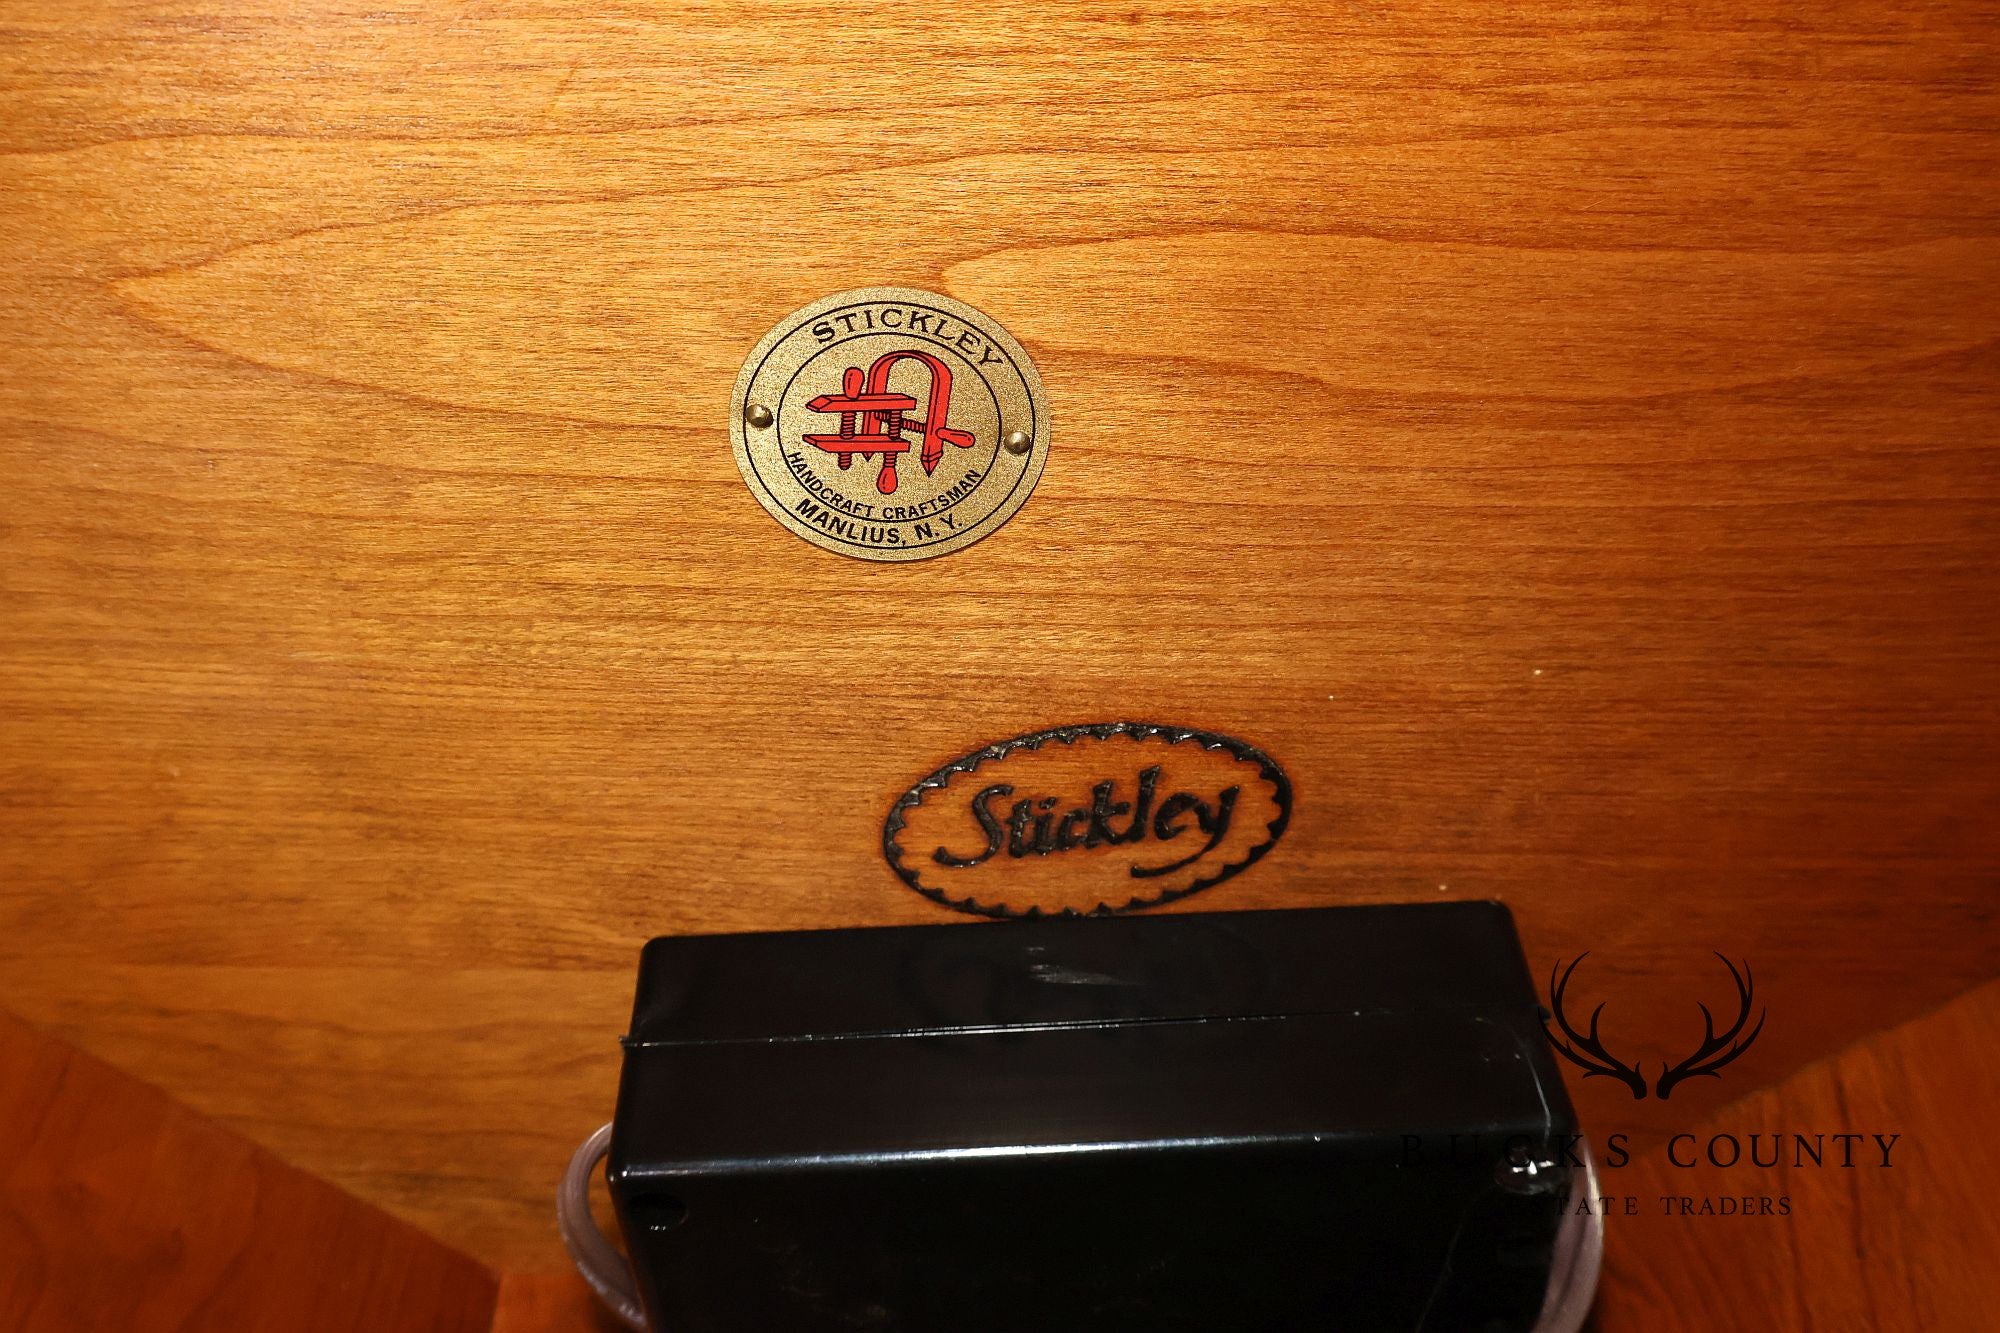 STICKLEY
HANDCRAFT CRAFTSMAN
MANLIUS, N.Y.
Stickley
BUCKS COUNTY
ESTATE TRADERS